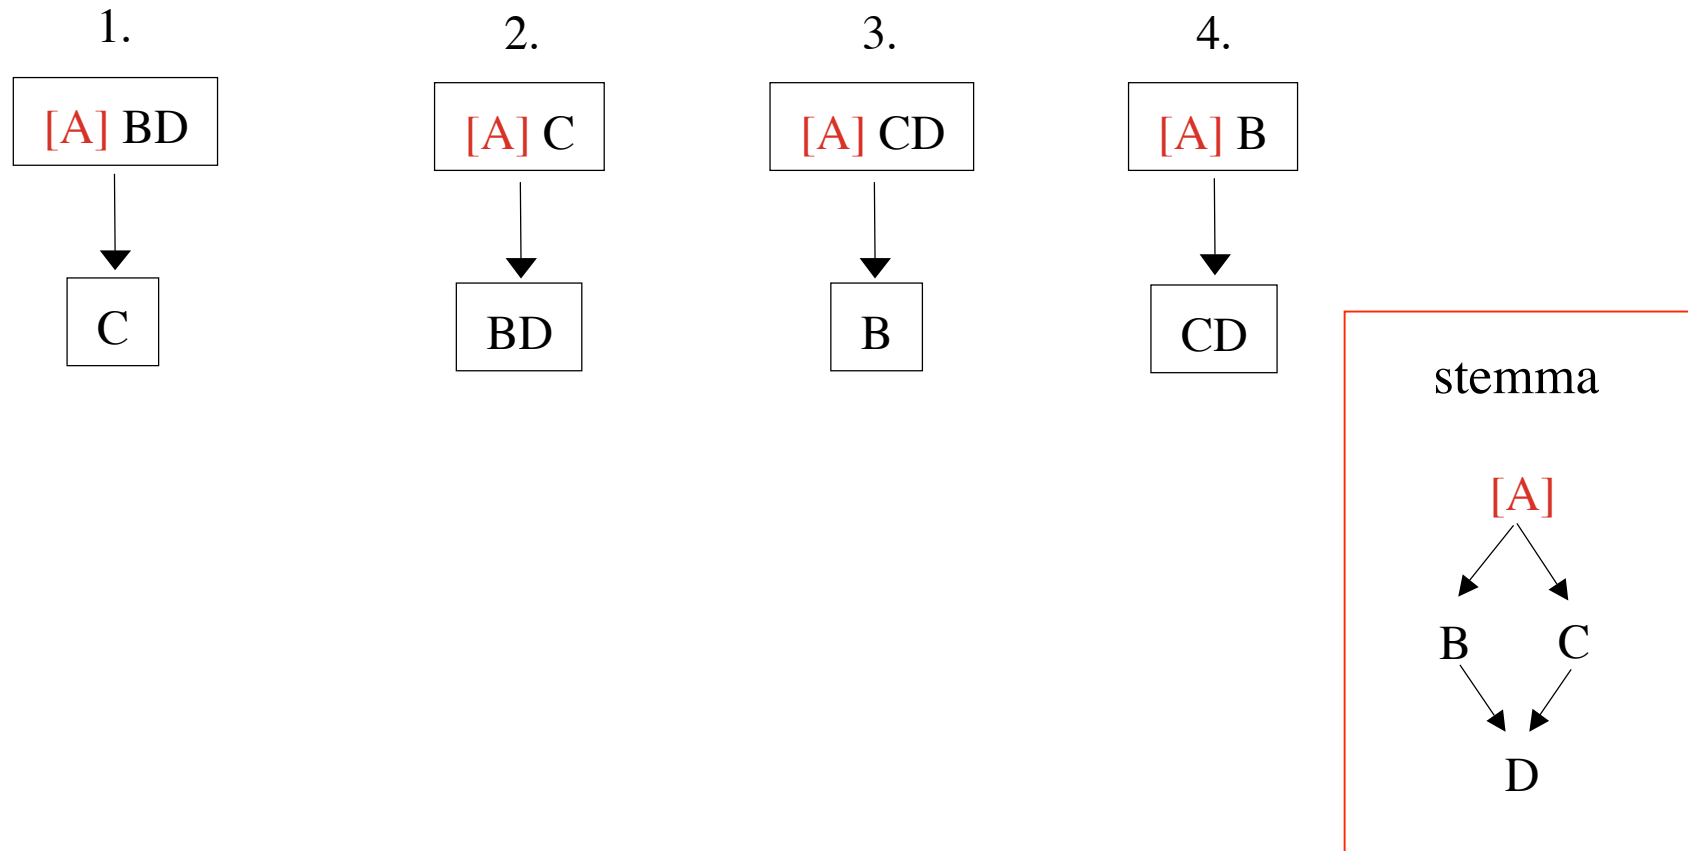 1.
2.
3.
4.
[A] BD
[A] C
[A] CD
[A] B
C
BD
B
CD
stemma
[A]
B C
D